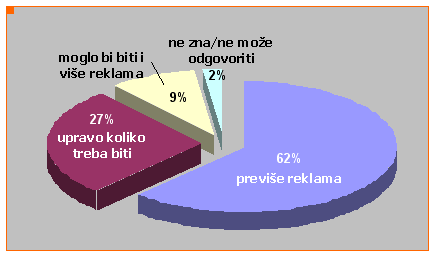 ne zna/ne može
odgovoriti
2%
moglo bi biti i
više reklama
9%
27%
upravo koliko
treba biti
62%
previše reklama